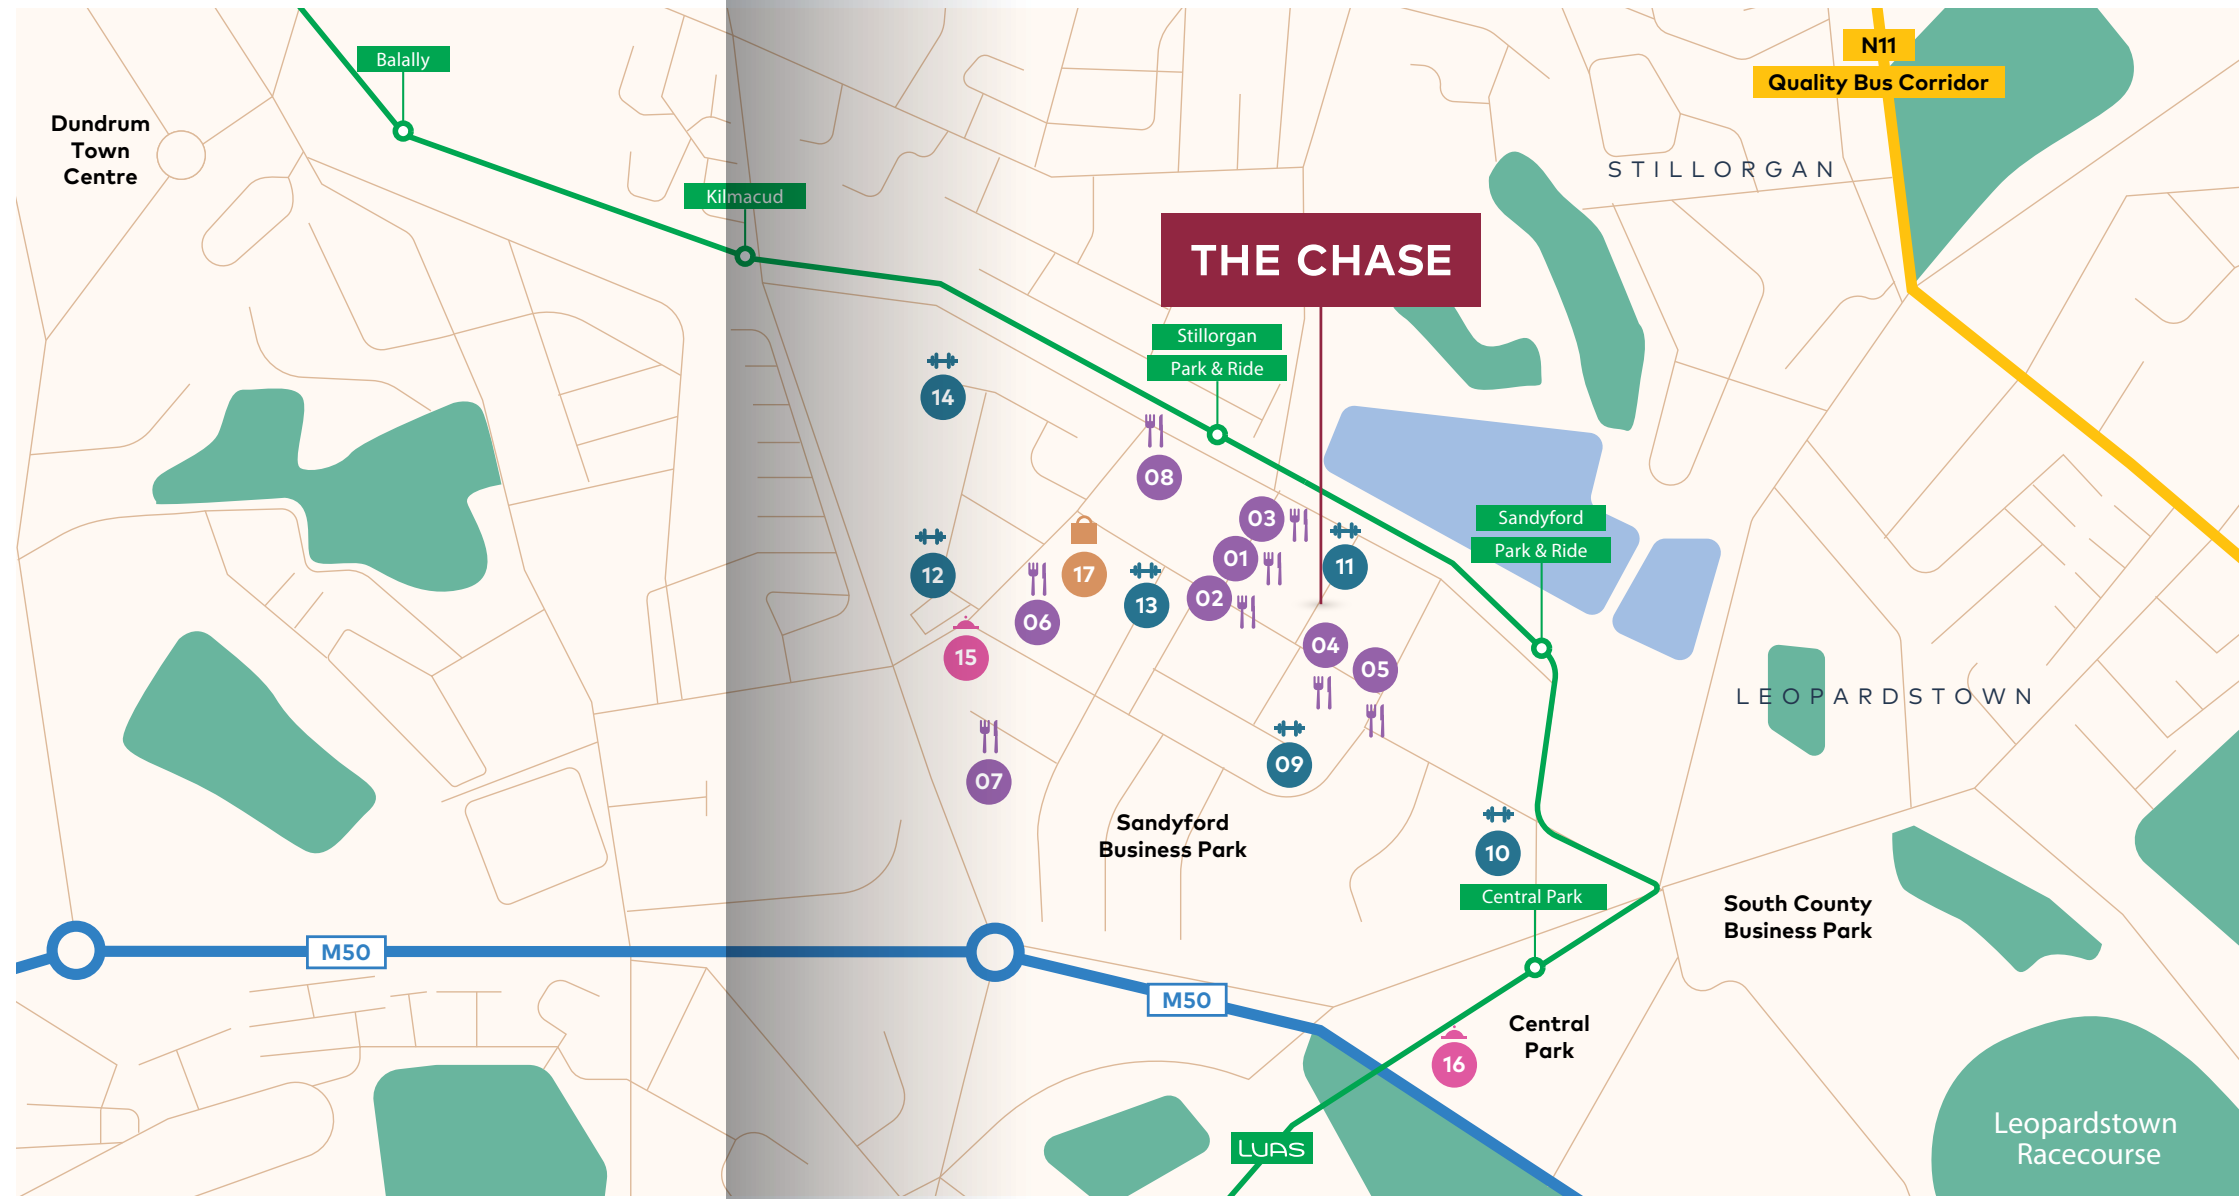 Balally
Dundrum
Town
Centre
Kilmacud
N11
Quality Bus Corridor
STILLORGAN
THE CHASE
Stillorgan
Park & Ride
14
08
03
01
02
11
Sandyford
Park & Ride
12
17
13
06
15
04
05
LEOPARDSTOWN
07
09
Sandyford
Business Park
10
Central Park
South County
Business Park
M50
M50
Central
Park
16
LUAS
Leopardstown
Racecourse